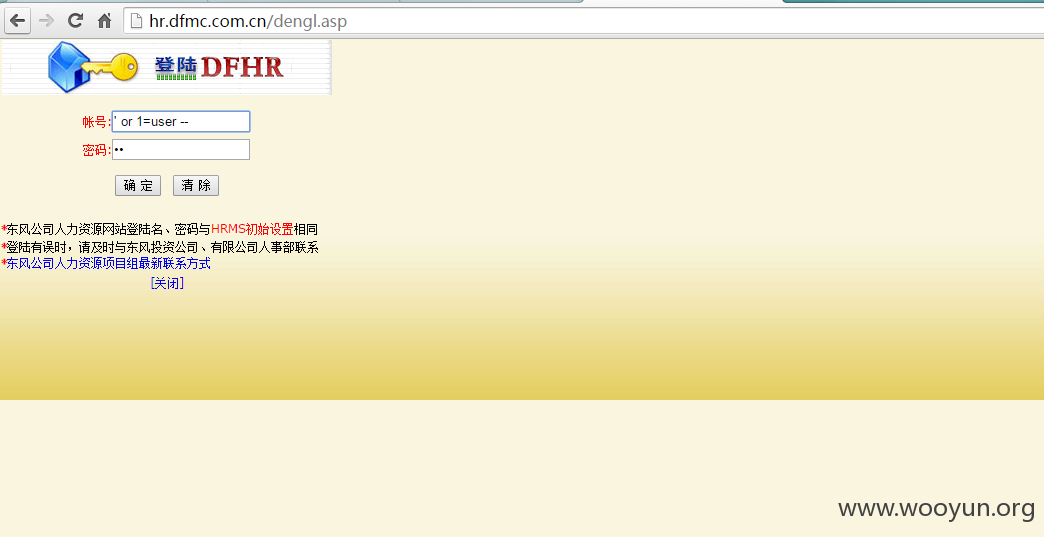 hr.dfmc.com.cn/dengl.asp
登陆 DFHR
帐号: ' or 1=user --
密码: ••
确 定 清 除
*东风公司人力资源网站登陆名、密码与HRMS初始设置相同
*登陆有误时，请及时与东风投资公司、有限公司人事部联系
*东风公司人力资源项目组最新联系方式
[关闭]
www.wooyun.org